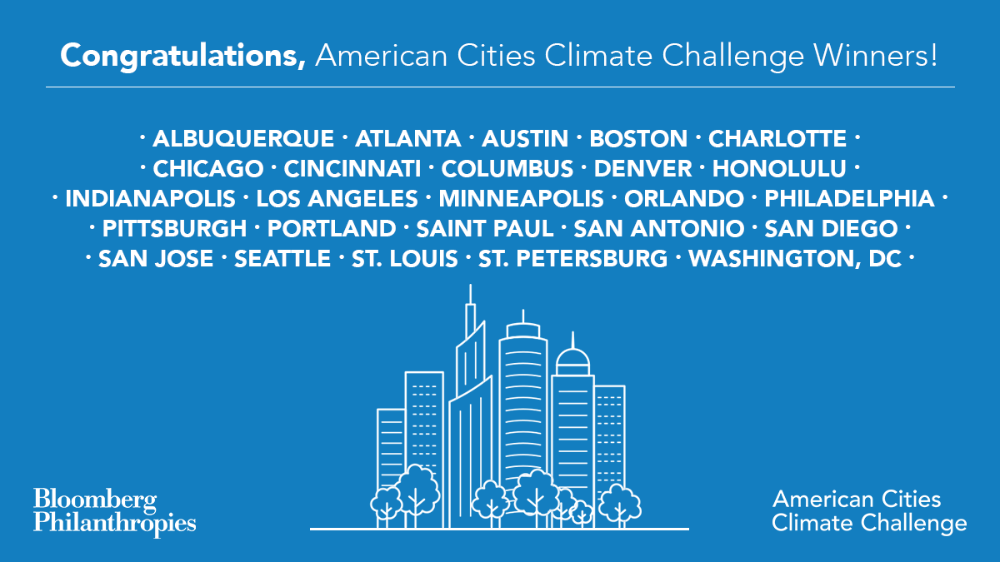 Congratulations, American Cities Climate Challenge Winners!
· ALBUQUERQUE · ATLANTA · AUSTIN · BOSTON · CHARLOTTE ·
· CHICAGO · CINCINNATI · COLUMBUS · DENVER · HONOLULU ·
· INDIANAPOLIS · LOS ANGELES · MINNEAPOLIS · ORLANDO · PHILADELPHIA ·
· PITTSBURGH · PORTLAND · SAINT PAUL · SAN ANTONIO · SAN DIEGO ·
· SAN JOSE · SEATTLE · ST. LOUIS · ST. PETERSBURG · WASHINGTON, DC ·
Bloomberg
Philanthropies
American Cities
Climate Challenge